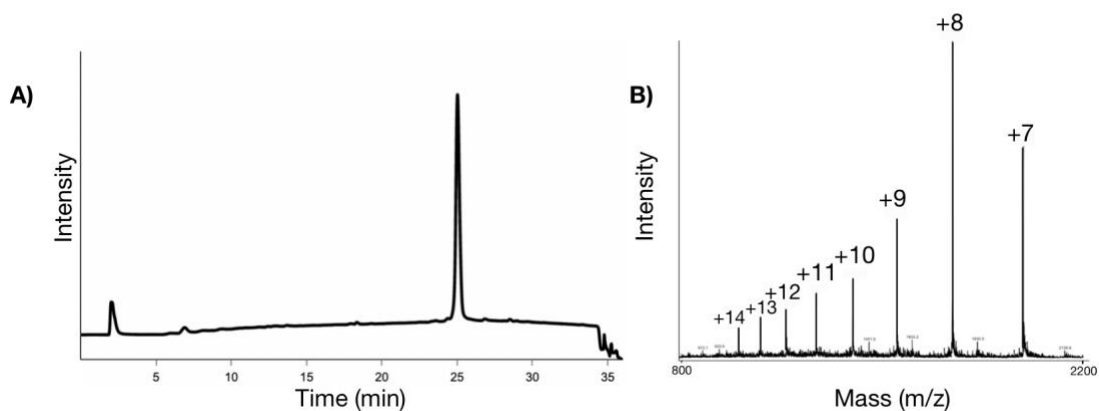 A)
Intensity
5 10 15 20 25 30 35
Time (min)
B)
Intensity
+14
+13
+12
+11
+10
+9
+8
+7
800 2200
Mass (m/z)